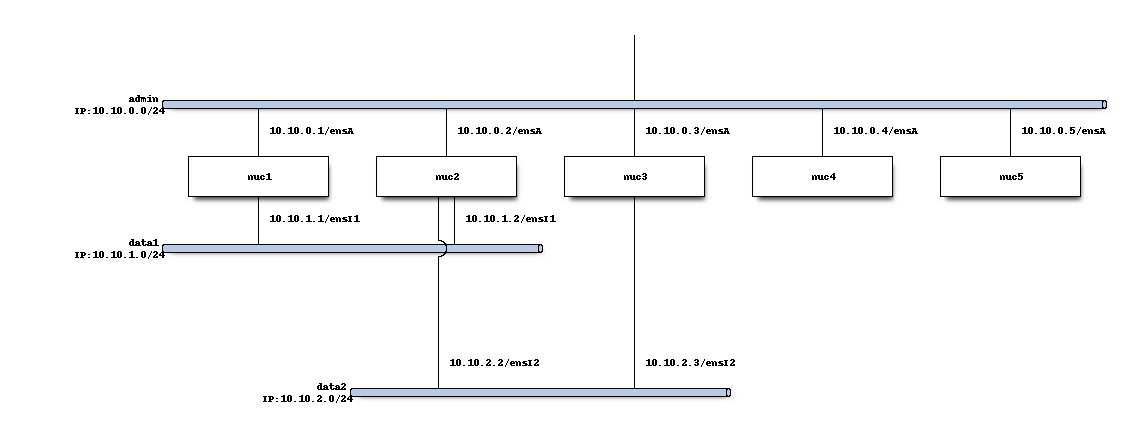 admin
IP:10.10.0.0/24
10.10.0.1/ensA
10.10.0.2/ensA
10.10.0.3/ensA
10.10.0.4/ensA
10.10.0.5/ensA
nuc1
nuc2
nuc3
nuc4
nuc5
10.10.1.1/ensI1
10.10.1.2/ensI1
data1
IP:10.10.1.0/24
10.10.2.2/ensI2
10.10.2.3/ensI2
data2
IP:10.10.2.0/24